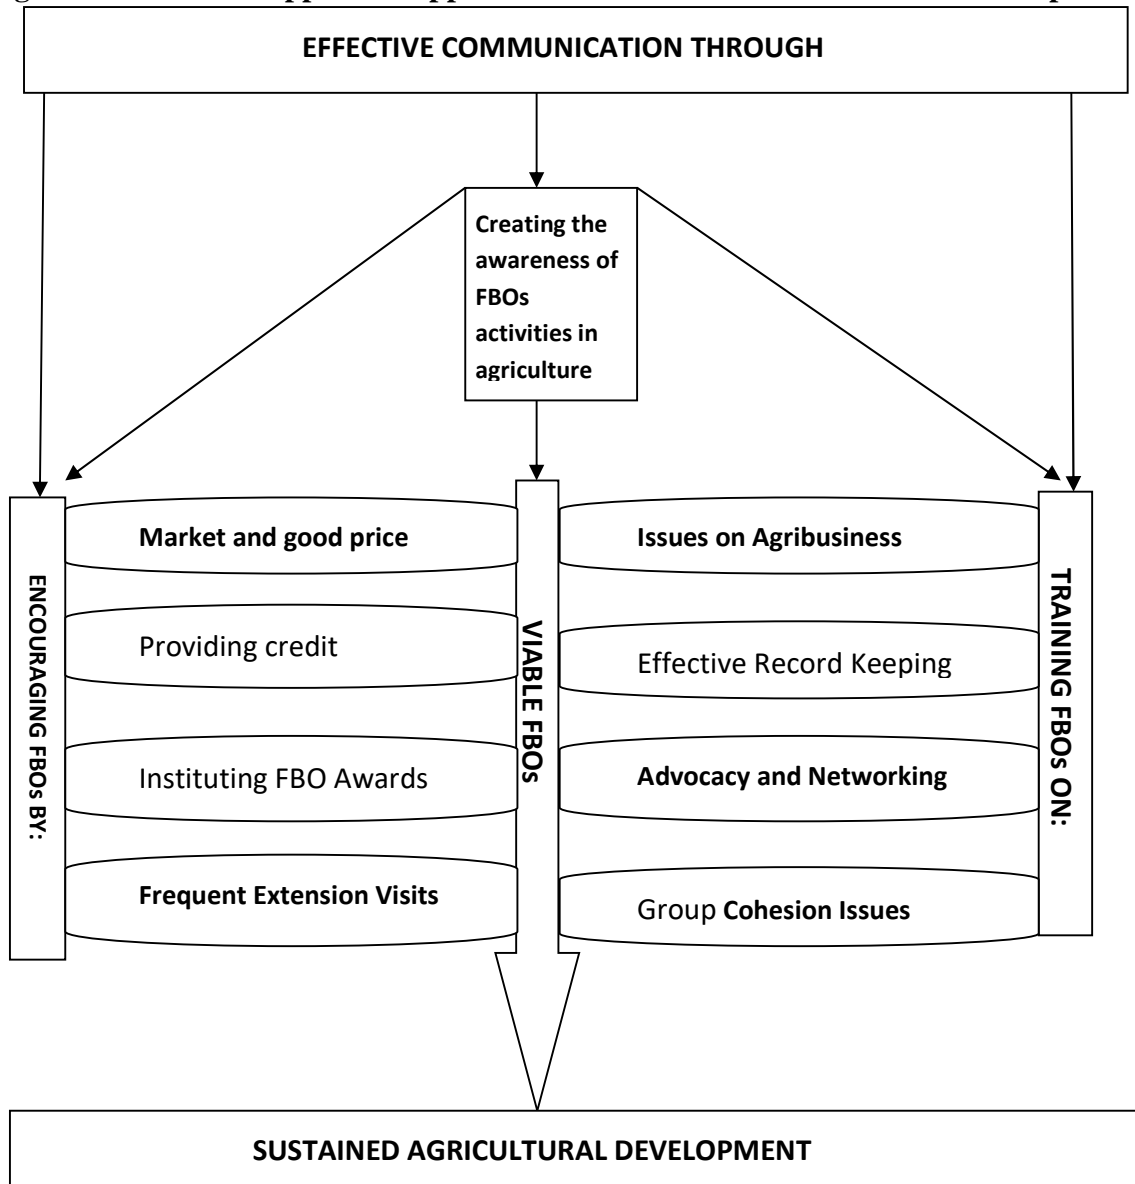 EFFECTIVE COMMUNICATION THROUGH
Creating the
awareness of
FBOs
activities in
agriculture
ENCOURAGING FBOs BY:
Market and good price
Providing credit
Instituting FBO Awards
Frequent Extension Visits
VIABLE FBOs
Issues on Agribusiness
Effective Record Keeping
Advocacy and Networking
Group Cohesion Issues
TRAINING FBOs ON:
SUSTAINED AGRICULTURAL DEVELOPMENT